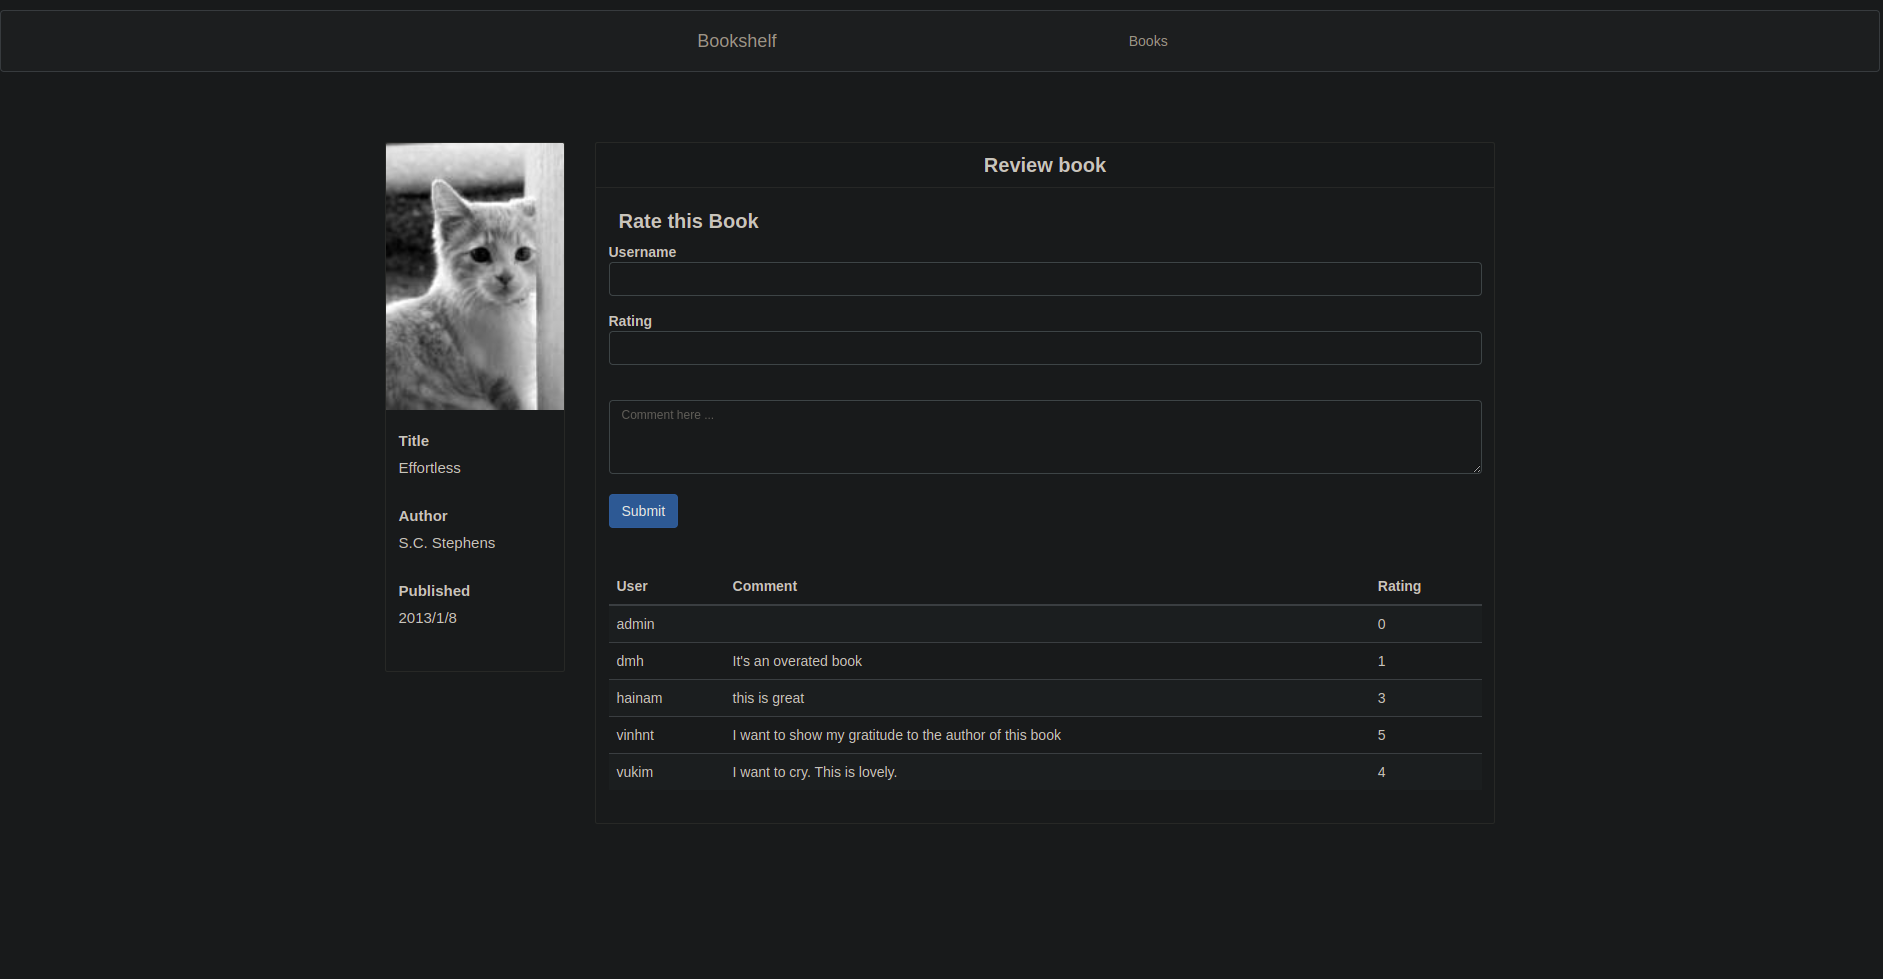 Bookshelf Books
Title
Effortless
Author
S.C. Stephens
Published
2013/1/8
Review book
Rate this Book
Username
Rating
Comment here ...
Submit
User Comment Rating
admin 0
dmh It's an overated book 1
hainam this is great 3
vinhnt I want to show my gratitude to the author of this book 5
vukim I want to cry. This is lovely. 4